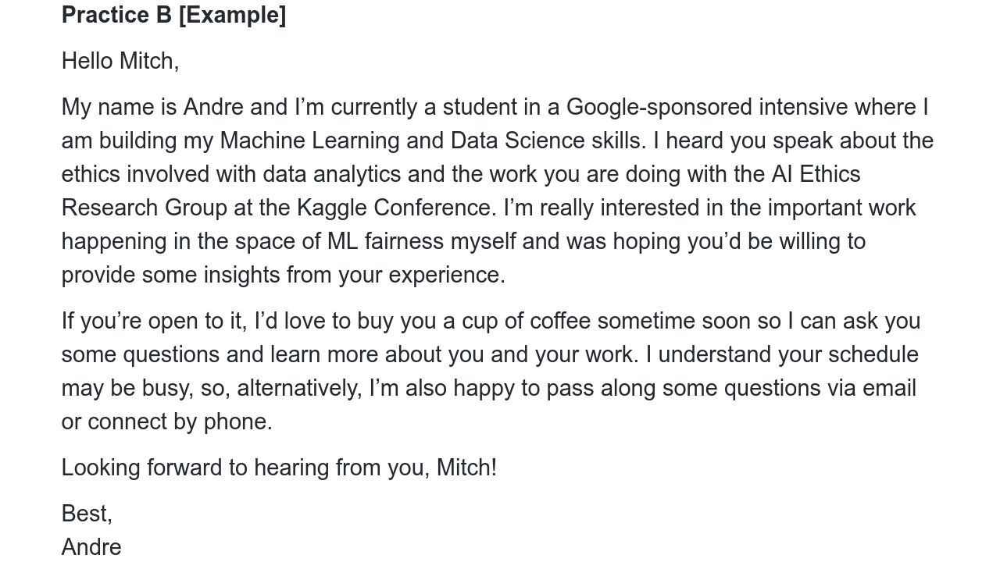 Practice B [Example]
Hello Mitch,
My name is Andre and I’m currently a student in a Google-sponsored intensive where I
am building my Machine Learning and Data Science skills. I heard you speak about the
ethics involved with data analytics and the work you are doing with the AI Ethics
Research Group at the Kaggle Conference. I’m really interested in the important work
happening in the space of ML fairness myself and was hoping you’d be willing to
provide some insights from your experience.
If you’re open to it, I’d love to buy you a cup of coffee sometime soon so I can ask you
some questions and learn more about you and your work. I understand your schedule
may be busy, so, alternatively, I’m also happy to pass along some questions via email
or connect by phone.
Looking forward to hearing from you, Mitch!
Best,
Andre